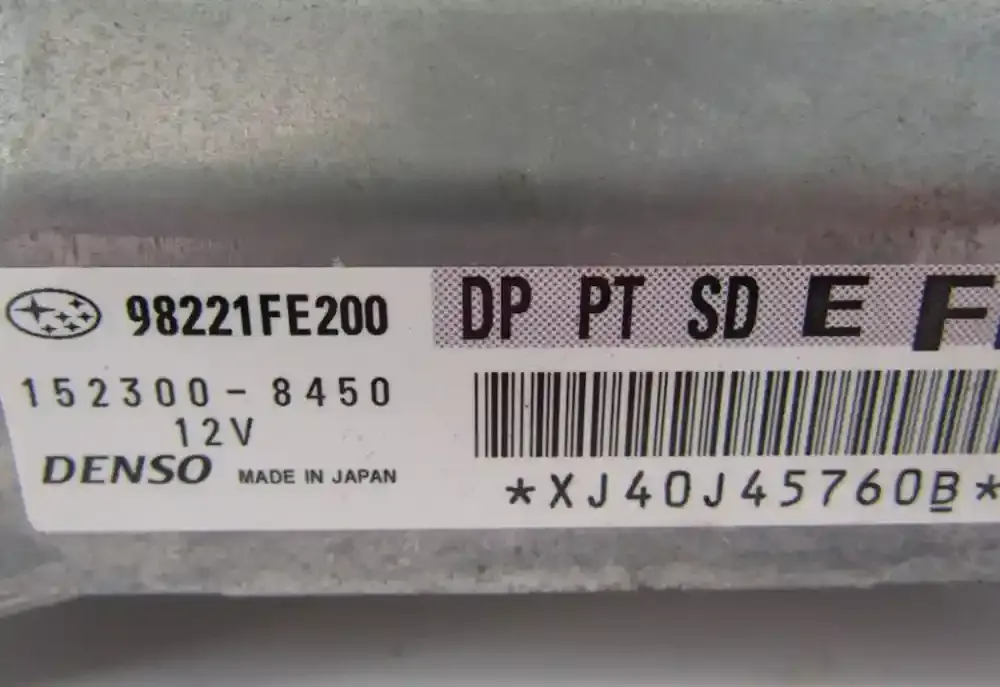 98221FE200
DP PT SD E F
152300-8450
12V
DENSO MADE IN JAPAN
*XJ40J45760B*